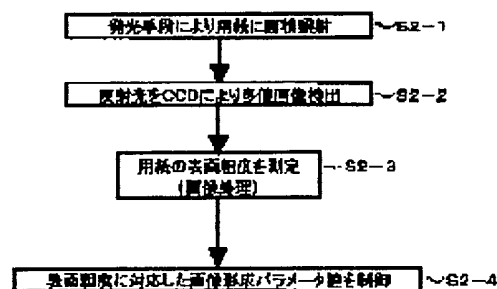 発光手段により用紙に面積照射
S2-1
反射光をCCDにより多値画像検出
S2-2
用紙の表面粗度を測定
(画像処理)
S2-3
表面粗度に対応した画像形成パラメータ値を制御
S2-4